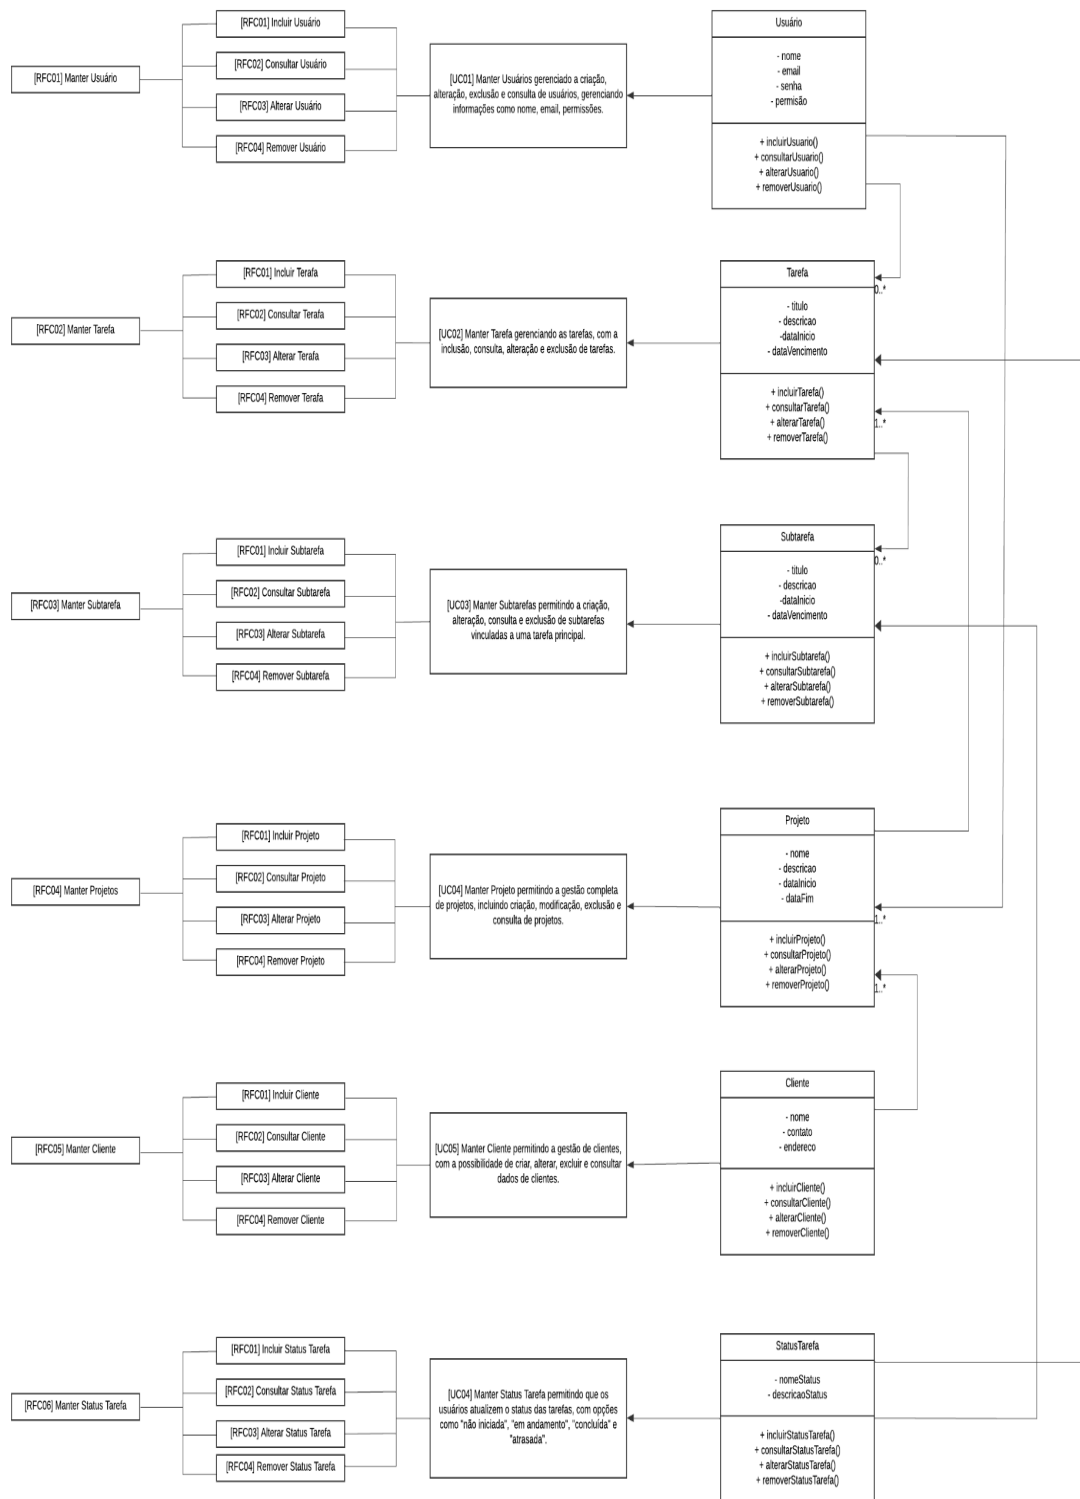 [RFC01] Manter Usuário
[RFC01] Incluir Usuário
[RFC02] Consultar Usuário
[RFC03] Alterar Usuário
[RFC04] Remover Usuário
[UC01] Manter Usuários gerenciado a criação,
alteração, exclusão e consulta de usuários, gerenciando
informações como nome, email, permissões.
Usuário
- nome
- email
- senha
- permisão
+ incluirUsuario()
+ consultarUsuario()
+ alterarUsuario()
+ removerUsuario()
[RFC02] Manter Tarefa
[RFC01] Incluir Terafa
[RFC02] Consultar Terafa
[RFC03] Alterar Terafa
[RFC04] Remover Terafa
[UC02] Manter Tarefa gerenciando as tarefas, com a
inclusão, consulta, alteração e exclusão de tarefas.
Tarefa
0..*
- titulo
- descricao
-dataInicio
- dataVencimento
+ incluirTarefa()
+ consultarTarefa()
1..*
+ alterarTarefa()
+ removerTarefa()
[RFC03] Manter Subtarefa
[RFC01] Incluir Subtarefa
[RFC02] Consultar Subtarefa
[RFC03] Alterar Subtarefa
[RFC04] Remover Subtarefa
[UC03] Manter Subtarefas permitindo a criação,
alteração, consulta e exclusão de subtarefas
vinculadas a uma tarefa principal.
Subtarefa
0..*
- titulo
- descricao
-dataInicio
- dataVencimento
+ incluirSubtarefa()
+ consultarSubtarefa()
+ alterarSubtarefa()
+ removerSubtarefa()
[RFC04] Manter Projetos
[RFC01] Incluir Projeto
[RFC02] Consultar Projeto
[RFC03] Alterar Projeto
[RFC04] Remover Projeto
[UC04] Manter Projeto permitindo a gestão completa
de projetos, incluindo criação, modificação, exclusão e
consulta de projetos.
Projeto
- nome
- descricao
- dataInicio
- dataFim
1..*
+ incluirProjeto()
+ consultarProjeto()
+ alterarProjeto()
+ removerProjeto()
1..*
[RFC05] Manter Cliente
[RFC01] Incluir Cliente
[RFC02] Consultar Cliente
[RFC03] Alterar Cliente
[RFC04] Remover Cliente
[UC05] Manter Cliente permitindo a gestão de clientes,
com a possibilidade de criar, alterar, excluir e consultar
dados de clientes.
Cliente
- nome
- contato
- endereco
+ incluirCliente()
+ consultarCliente()
+ alterarCliente()
+ removerCliente()
[RFC06] Manter Status Tarefa
[RFC01] Incluir Status Tarefa
[RFC02] Consultar Status Tarefa
[RFC03] Alterar Status Tarefa
[RFC04] Remover Status Tarefa
[UC04] Manter Status Tarefa permitindo que os
usuários atualizem o status das tarefas, com opções
como "não iniciada", "em andamento", "concluída" e
"atrasada".
StatusTarefa
- nomeStatus
- descricaoStatus
+ incluirStatusTarefa()
+ consultarStatusTarefa()
+ alterarStatusTarefa()
+ removerStatusTarefa()